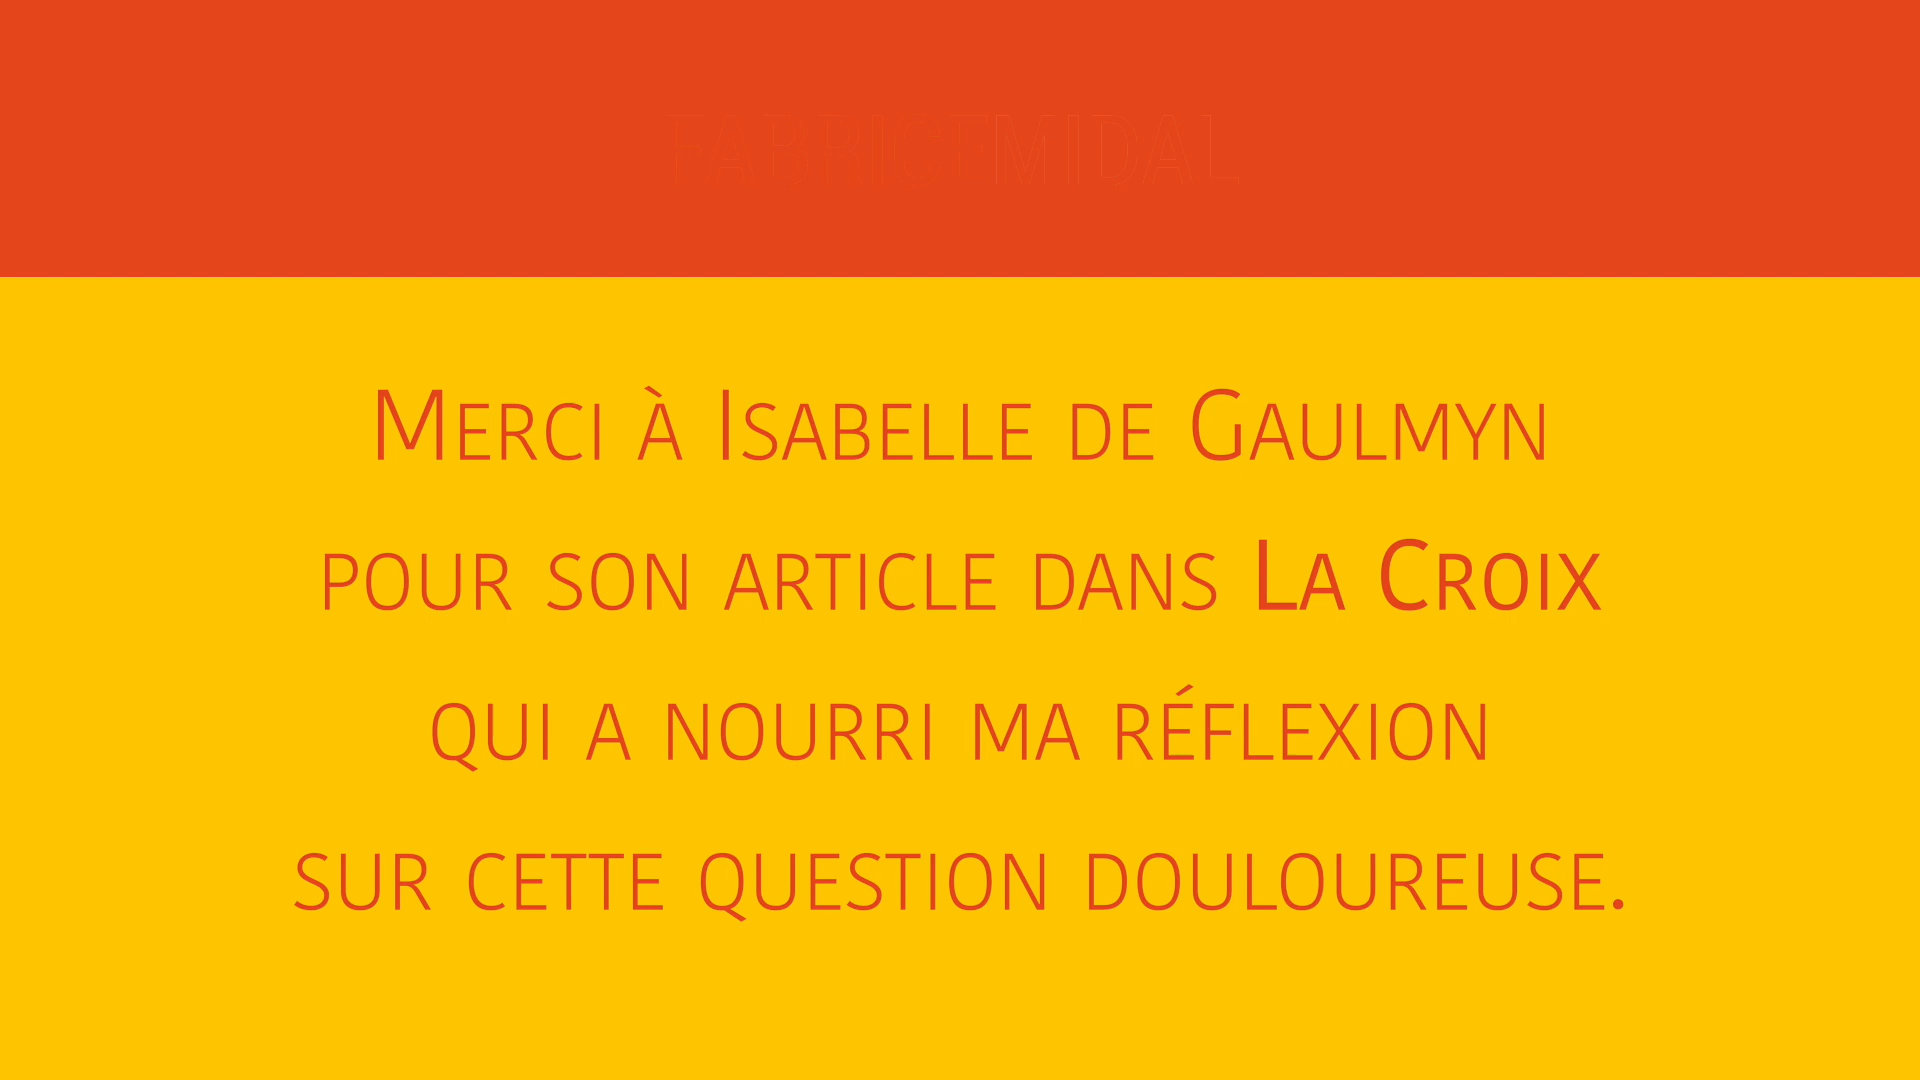 FABRICEMIDAL
Merci à Isabelle de Gaulmyn
pour son article dans La Croix
qui a nourri ma réflexion
sur cette question douloureuse.